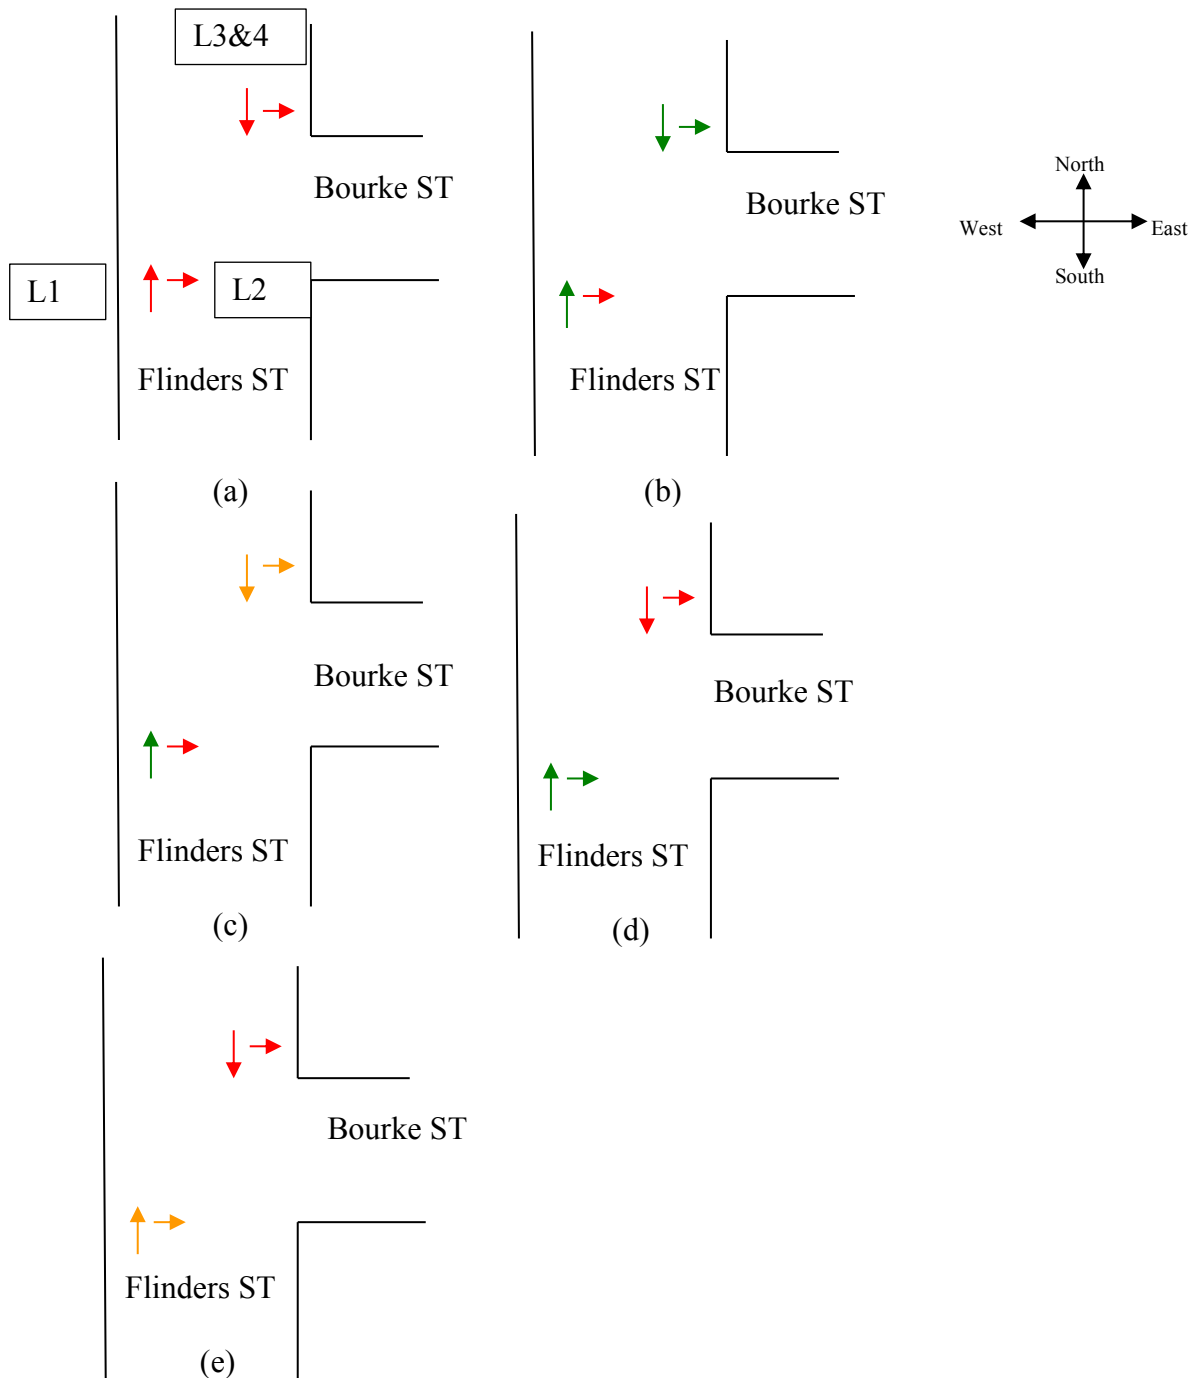 L3&4
Bourke ST
L1
L2
Flinders ST
(a)
Bourke ST
Flinders ST
(b)
North
West
East
South
Bourke ST
Flinders ST
(c)
Bourke ST
Flinders ST
(d)
Bourke ST
Flinders ST
(e)